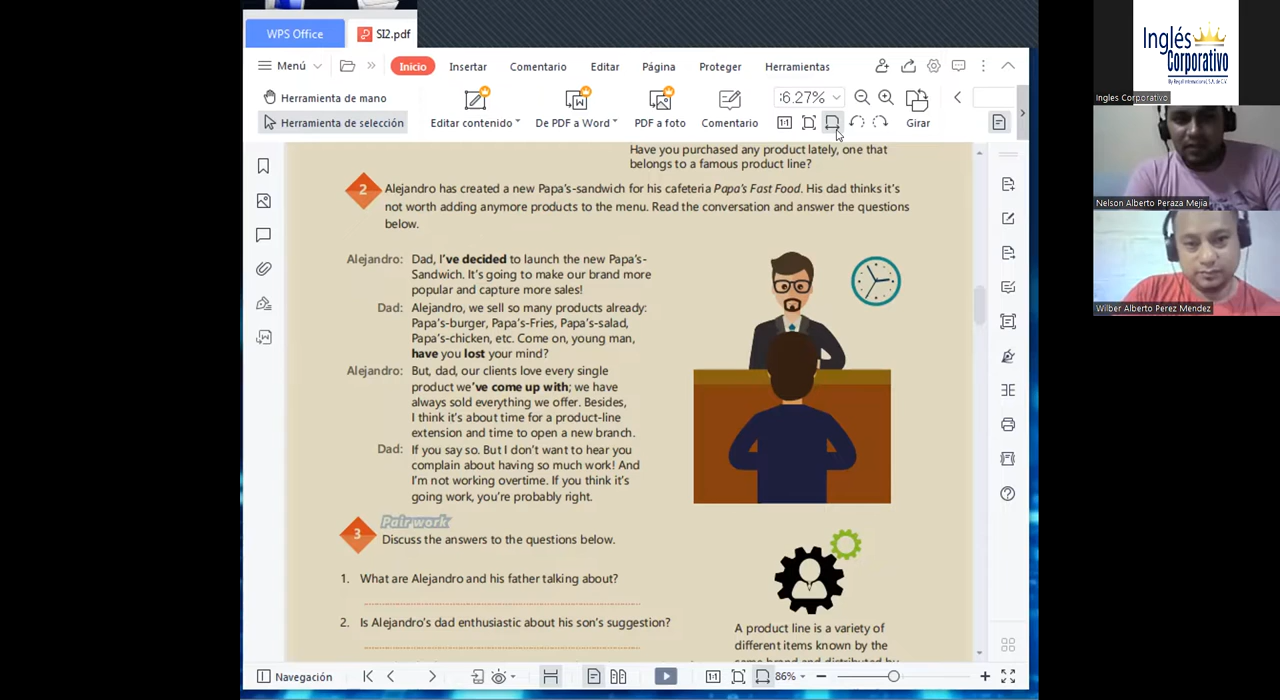 WPS Office
SI2.pdf
Menú
Inicio
Insertar
Comentario
Editar
Página
Proteger
Herramientas
Herramienta de mano
Herramienta de selección
Editar contenido
De PDF a Word
PDF a foto
Comentario
:6.27%
Girar
Have you purchased any product lately, one that
belongs to a famous product line?
2
Alejandro has created a new Papa's-sandwich for his cafeteria Papa's Fast Food. His dad thinks it's
not worth adding anymore products to the menu. Read the conversation and answer the questions
below.
Alejandro: Dad, I've decided to launch the new Papa's-
Sandwich. It's going to make our brand more
popular and capture more sales!
Dad: Alejandro, we sell so many products already:
Papa's-burger, Papa's-Fries, Papa's-salad,
Papa's-chicken, etc. Come on, young man,
have you lost your mind?
Alejandro: But, dad, our clients love every single
product we've come up with; we have
always sold everything we offer. Besides,
I think it's about time for a product-line
extension and time to open a new branch.
Dad: If you say so. But I don't want to hear you
complain about having so much work! And
I'm not working overtime. If you think it's
going work, you're probably right.
3
Pair work
Discuss the answers to the questions below.
1. What are Alejandro and his father talking about?
2. Is Alejandro's dad enthusiastic about his son's suggestion?
A product line is a variety of
different items known by the
same brand and distributed by
Navegación
86%
Inglés
Corporativo
Ingles Corporativo
Nelson Alberto Peraza Mejia
Wilber Alberto Perez Mendez